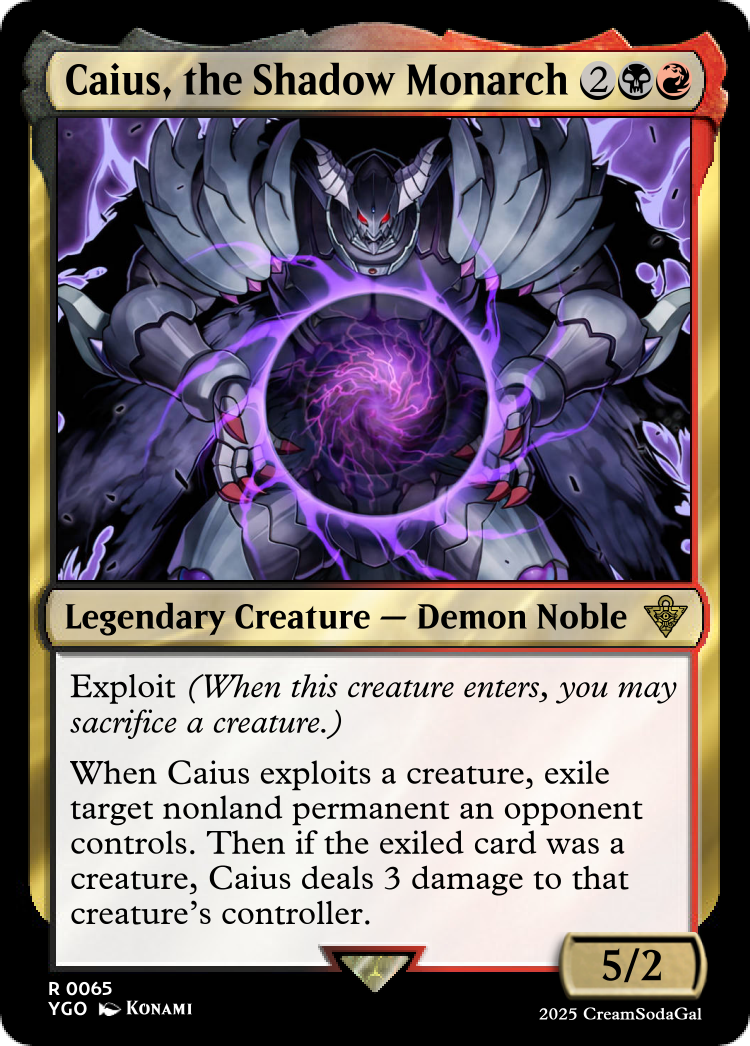 Caius, the Shadow Monarch 2
Legendary Creature — Demon Noble
Exploit (When this creature enters, you may
sacrifice a creature.)
When Caius exploits a creature, exile
target nonland permanent an opponent
controls. Then if the exiled card was a
creature, Caius deals 3 damage to that
creature’s controller.
5/2
R 0065
YGO KONAMI
2025 CreamSodaGal